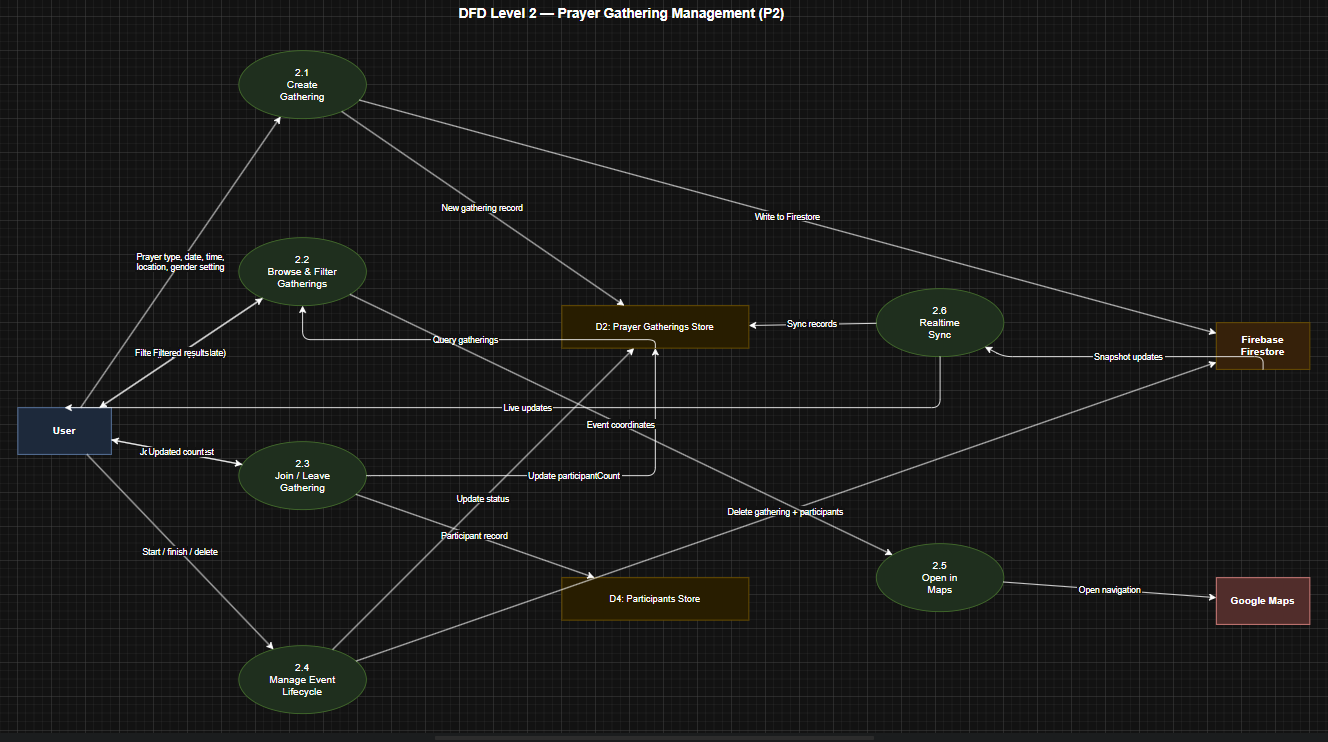 DFD Level 2 — Prayer Gathering Management (P2)
2.1
Create
Gathering
New gathering record
Write to Firestore
Prayer type, date, time,
location, gender setting
2.2
Browse & Filter
Gatherings
2.6
Realtime
Sync
D2: Prayer Gatherings Store
Sync records
Firebase
Firestore
Query gatherings
Filtered results
Snapshot updates
Live updates
User
Event coordinates
Updated count
2.3
Join / Leave
Gathering
Update participantCount
Update status
Delete gathering + participants
Participant record
Start / finish / delete
2.5
Open in
Maps
Open navigation
D4: Participants Store
Google Maps
2.4
Manage Event
Lifecycle